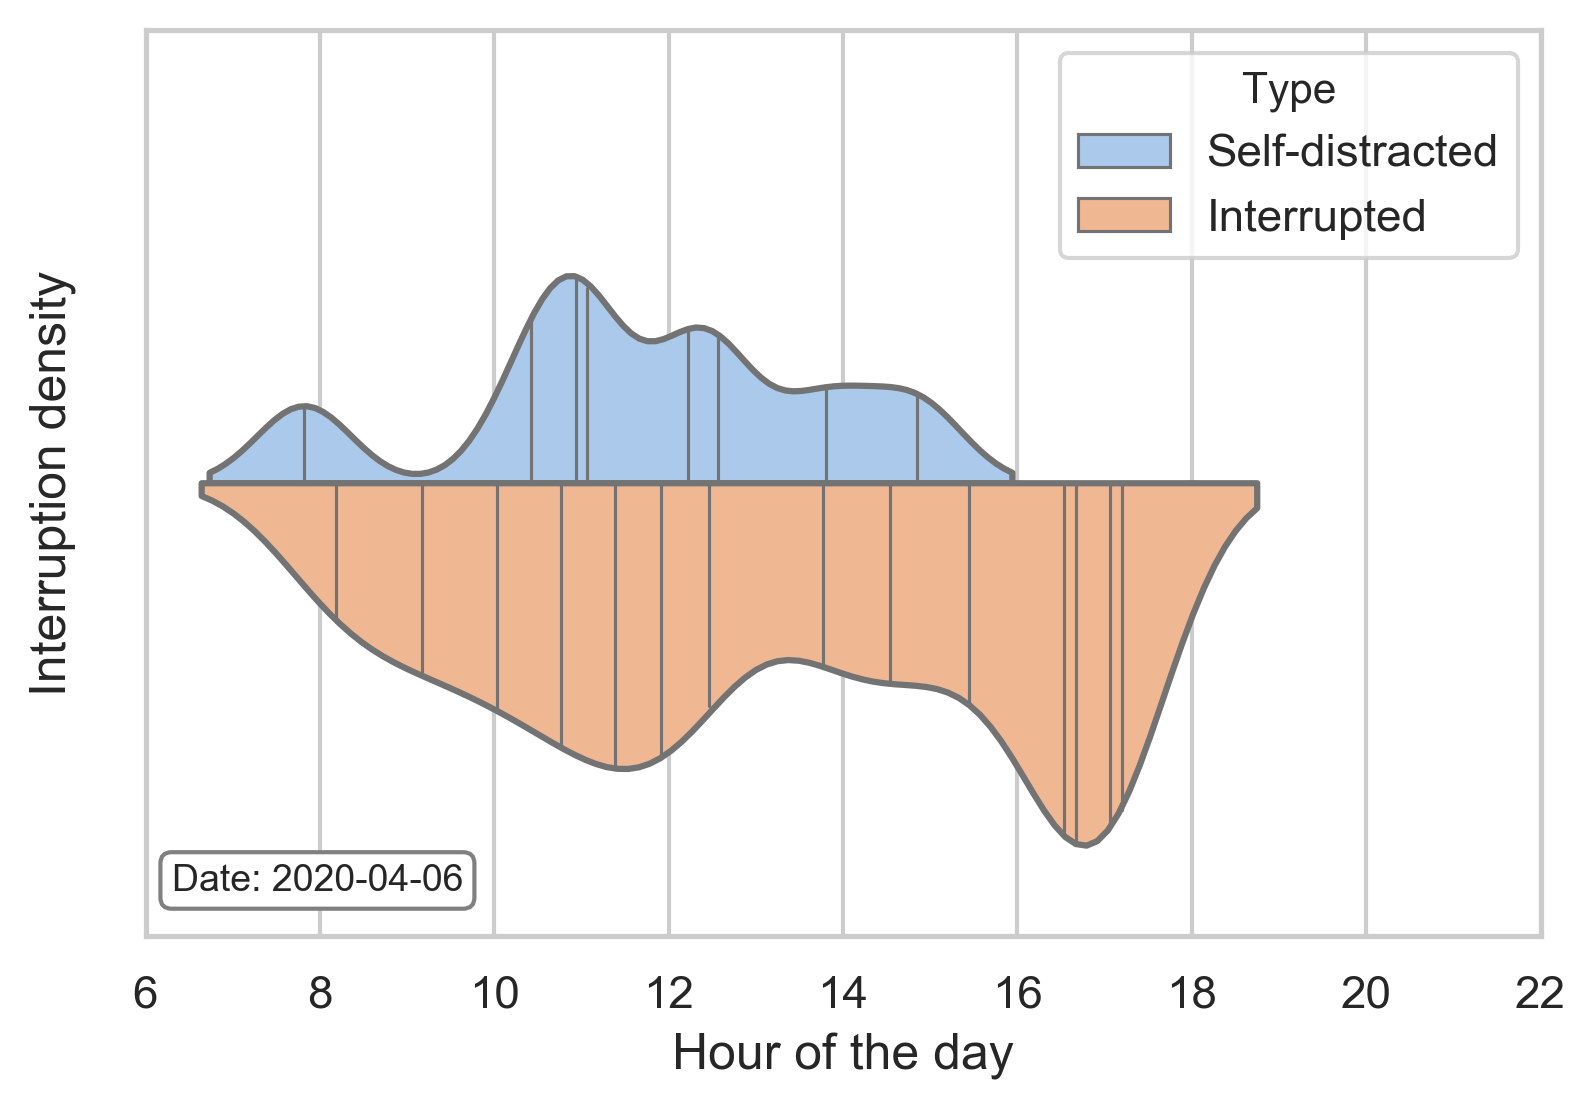 Type
Self-distracted
Interrupted
Interruption density
Date: 2020-04-06
6 8 10 12 14 16 18 20 22
Hour of the day